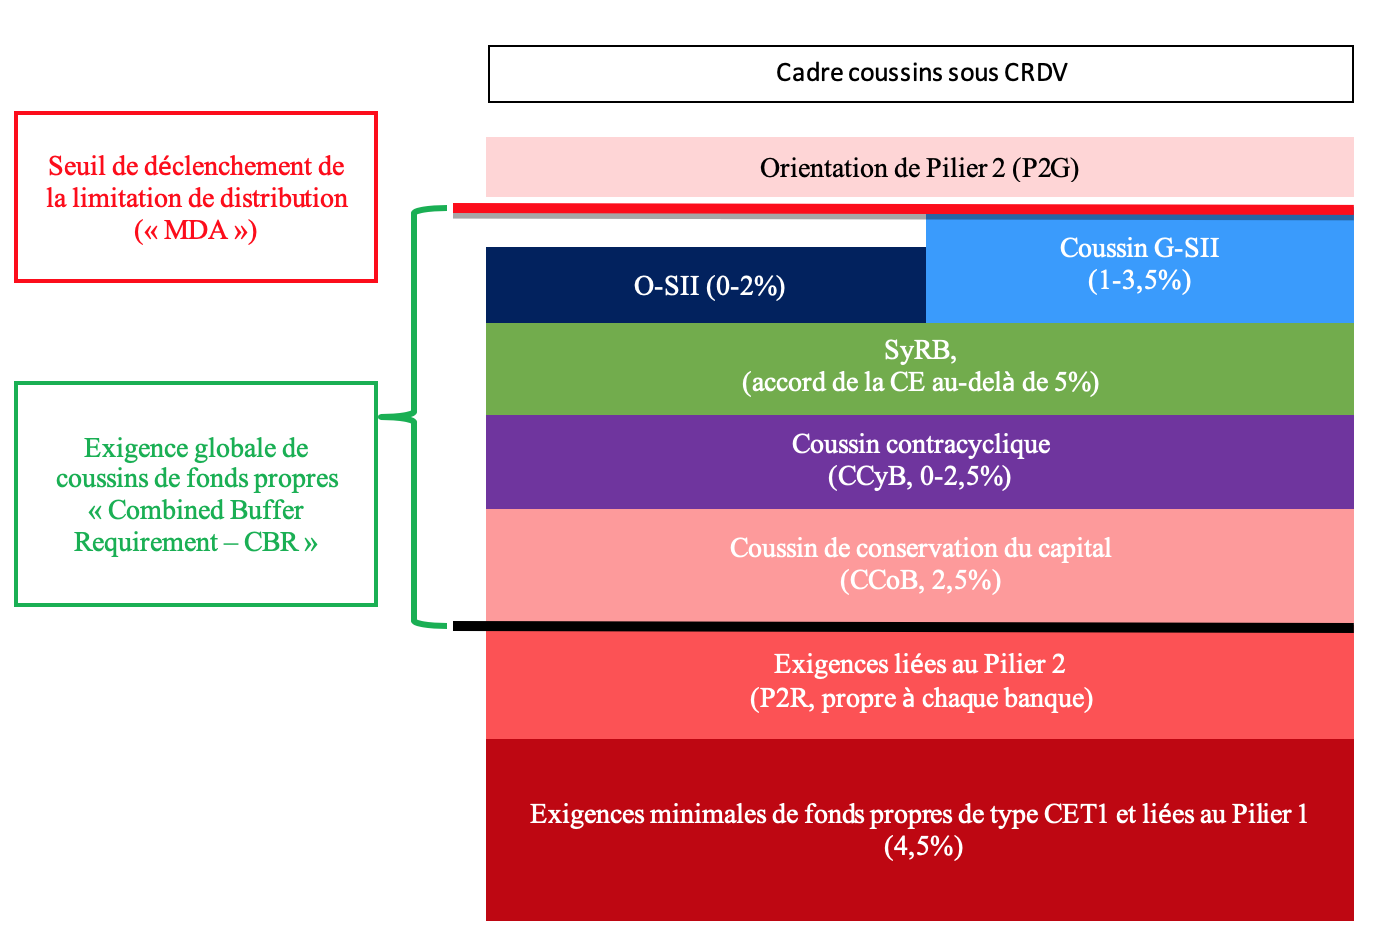 Cadre coussins sous CRDV
Seuil de déclenchement de
la limitation de distribution
(« MDA »)
Orientation de Pilier 2 (P2G)
O-SII (0-2%)
Coussin G-SII
(1-3,5%)
SyRB,
(accord de la CE au-delà de 5%)
Exigence globale de
coussins de fonds propres
« Combined Buffer
Requirement – CBR »
Coussin contracyclique
(CCyB, 0-2,5%)
Coussin de conservation du capital
(CCoB, 2,5%)
Exigences liées au Pilier 2
(P2R, propre à chaque banque)
Exigences minimales de fonds propres de type CET1 et liées au Pilier 1
(4,5%)